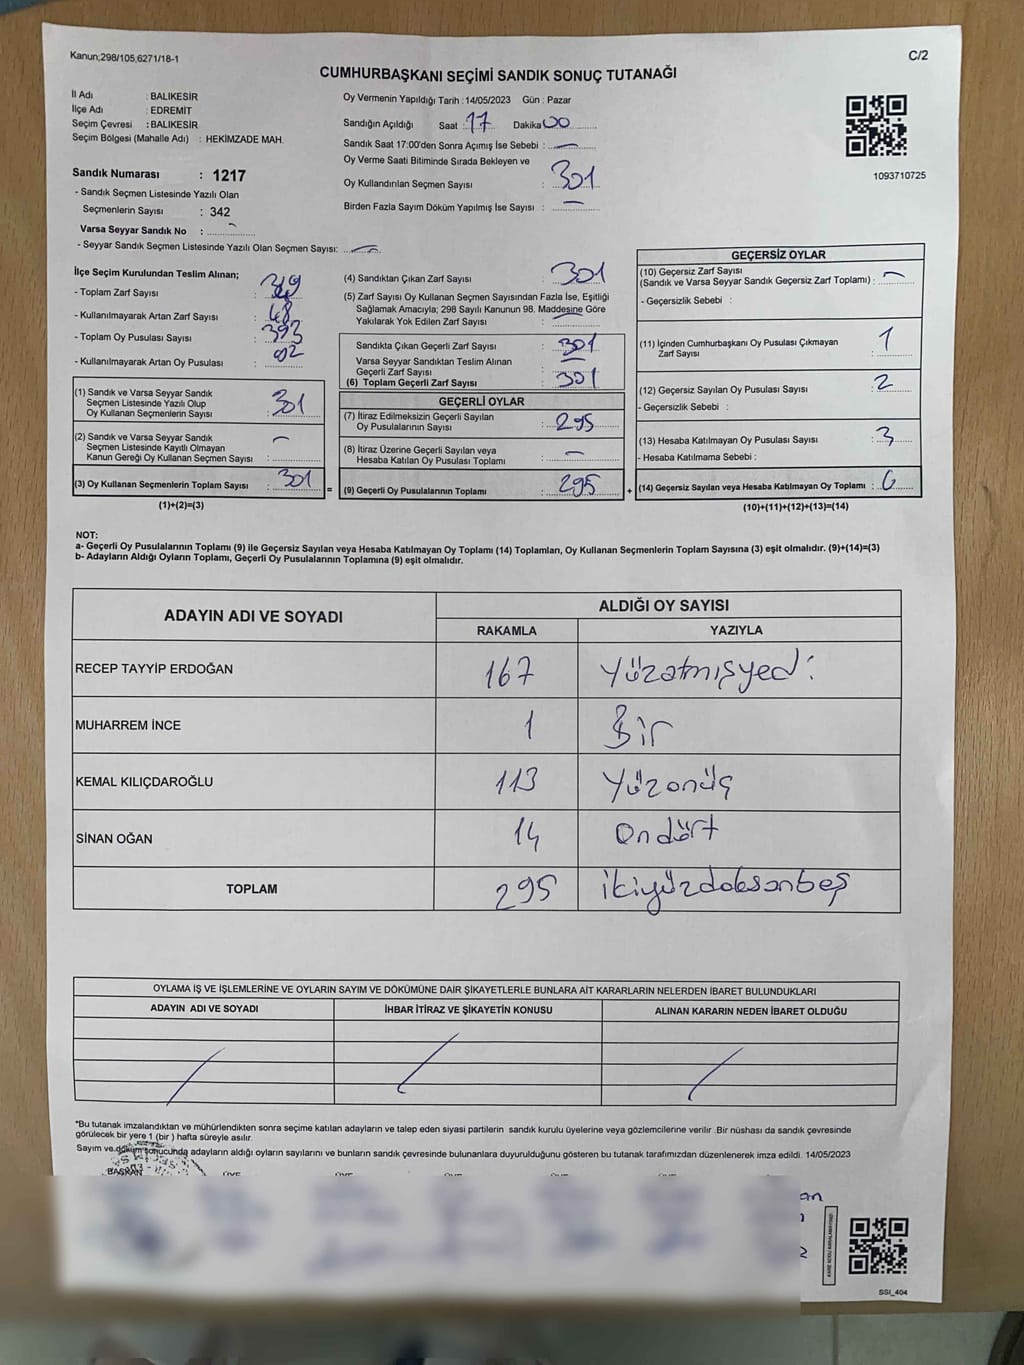 Kanun;298/105,6271/18-1
C/2
CUMHURBAŞKANI SEÇİMİ SANDIK SONUÇ TUTANAĞI
İl Adı : BALIKESİR
İlçe Adı : EDREMİT
Seçim Çevresi : BALIKESİR
Seçim Bölgesi (Mahalle Adı) : HEKİMZADE MAH.
Sandık Numarası : 1217
- Sandık Seçmen Listesinde Yazılı Olan
Seçmenlerin Sayısı : 342
Varsa Seyyar Sandık No : -
- Seyyar Sandık Seçmen Listesinde Yazılı Olan Seçmen Sayısı: -
Oy Vermenin Yapıldığı Tarih : 14/05/2023 Gün : Pazar
Sandığın Açıldığı Saat : 17 Dakika 00
Sandık Saat 17:00'den Sonra Açımış İse Sebebi : -
Oy Verme Saati Bitiminde Sırada Bekleyen ve
Oy Kullandırılan Seçmen Sayısı : 301
Birden Fazla Sayım Döküm Yapılmış İse Sayısı : -
1093710725
İlçe Seçim Kurulundan Teslim Alınan;
- Toplam Zarf Sayısı :
- Kullanılmayarak Artan Zarf Sayısı : 48
- Toplam Oy Pusulası Sayısı : 393
- Kullanılmayarak Artan Oy Pusulası : 92
(1) Sandık ve Varsa Seyyar Sandık
Seçmen Listesinde Yazılı Olup
Oy Kullanan Seçmenlerin Sayısı : 301
(2) Sandık ve Varsa Seyyar Sandık
Seçmen Listesinde Kayıtlı Olmayan
Kanun Gereği Oy Kullanan Seçmen Sayısı : -
(3) Oy Kullanan Seçmenlerin Toplam Sayısı : 301
(1)+(2)=(3)
=
(4) Sandıktan Çıkan Zarf Sayısı : 301
(5) Zarf Sayısı Oy Kullanan Seçmen Sayısından Fazla İse, Eşitliği
Sağlamak Amacıyla; 298 Sayılı Kanunun 98. Maddesine Göre
Yakılarak Yok Edilen Zarf Sayısı : -
Sandıkta Çıkan Geçerli Zarf Sayısı : 301
Varsa Seyyar Sandıktan Teslim Alınan
Geçerli Zarf Sayısı : -
(6) Toplam Geçerli Zarf Sayısı : 301
GEÇERLİ OYLAR
(7) İtiraz Edilmeksizin Geçerli Sayılan
Oy Pusulalarının Sayısı : 295
(8) İtiraz Üzerine Geçerli Sayılan veya
Hesaba Katılan Oy Pusulası Toplamı : -
(9) Geçerli Oy Pusulalarının Toplamı : 295
+
GEÇERSİZ OYLAR
(10) Geçersiz Zarf Sayısı
(Sandık ve Varsa Seyyar Sandık Geçersiz Zarf Toplamı) : -
- Geçersizlik Sebebi :
(11) İçinden Cumhurbaşkanı Oy Pusulası Çıkmayan
Zarf Sayısı : 1
(12) Geçersiz Sayılan Oy Pusulası Sayısı : 2
- Geçersizlik Sebebi :
(13) Hesaba Katılmayan Oy Pusulası Sayısı : 3
- Hesaba Katılmama Sebebi :
(14) Geçersiz Sayılan veya Hesaba Katılmayan Oy Toplamı : 6
(10)+(11)+(12)+(13)=(14)
NOT:
a- Geçerli Oy Pusulalarının Toplamı (9) ile Geçersiz Sayılan veya Hesaba Katılmayan Oy Toplamı (14) Toplamları, Oy Kullanan Seçmenlerin Toplam Sayısına (3) eşit olmalıdır. (9)+(14)=(3)
b- Adayların Aldığı Oyların Toplamı, Geçerli Oy Pusulalarının Toplamına (9) eşit olmalıdır.
ADAYIN ADI VE SOYADI
ALDIĞI OY SAYISI
RAKAMLA YAZIYLA
RECEP TAYYİP ERDOĞAN 167 Yüzatmışyedi
MUHARREM İNCE 1 Bir
KEMAL KILIÇDAROĞLU 113 Yüzonüç
SİNAN OĞAN 14 Ondört
TOPLAM 295 ikiyüzdoksanbeş
OYLAMA İŞ VE İŞLEMLERİNE VE OYLARIN SAYIM VE DÖKÜMÜNE DAİR ŞİKAYETLERLE BUNLARA AİT KARARLARIN NELERDEN İBARET BULUNDUKLARI
ADAYIN ADI VE SOYADI İHBAR İTİRAZ VE ŞİKAYETİN KONUSU ALINAN KARARIN NEDEN İBARET OLDUĞU
*Bu tutanak imzalandıktan ve mühürlendikten sonra seçime katılan adayların ve talep eden siyasi partilerin sandık kurulu üyelerine veya gözlemcilerine verilir .Bir nüshası da sandık çevresinde
görülecek bir yere 1 (bir ) hafta süreyle asılır.
Sayım ve döküm sonucunda adayların aldığı oyların sayılarını ve bunların sandık çevresinde bulunanlara duyurulduğunu gösteren bu tutanak tarafımızdan düzenlenerek imza edildi. 14/05/2023
BAŞKAN
SSİ_404